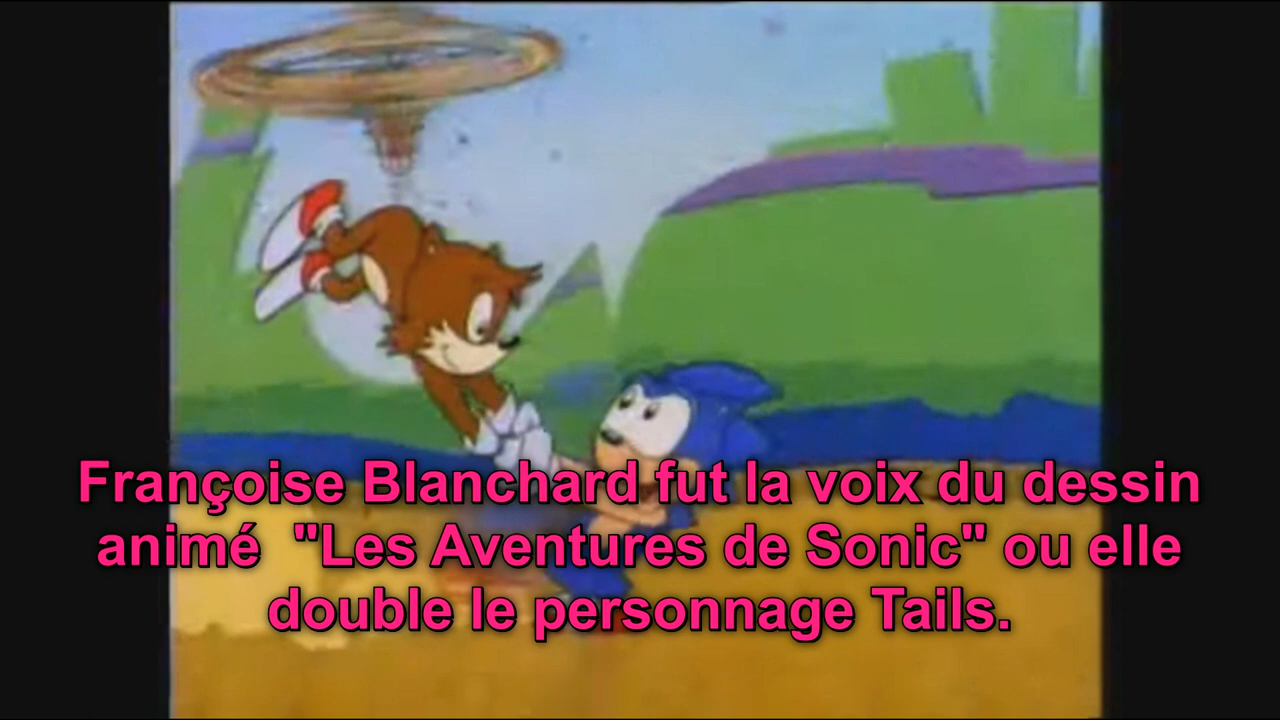 Françoise Blanchard fut la voix du dessin
animé  "Les Aventures de Sonic" ou elle
double le personnage Tails.